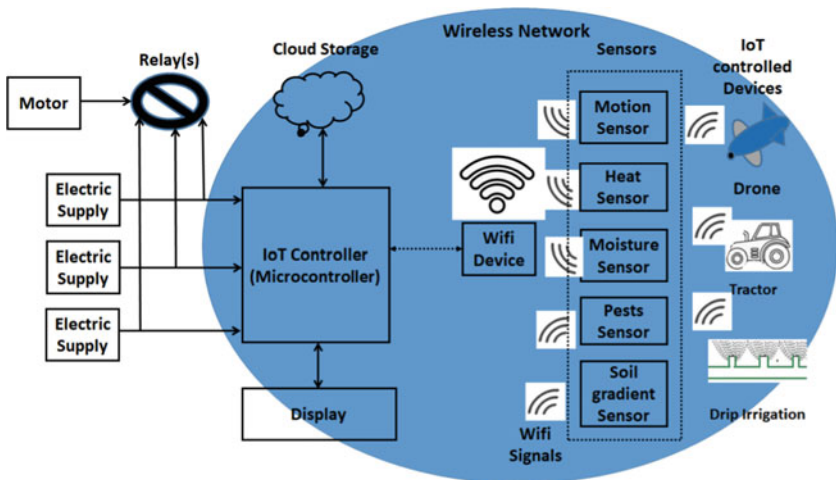 Wireless Network
Cloud Storage
Sensors
IoT
controlled
Devices
Relay(s)
Motor
Motion
Sensor
Electric
Supply
Heat
Sensor
Drone
IoT Controller
(Microcontroller)
Wifi
Device
Electric
Supply
Moisture
Sensor
Tractor
Electric
Supply
Pests
Sensor
Soil
gradient
Sensor
Display
Drip Irrigation
Wifi
Signals